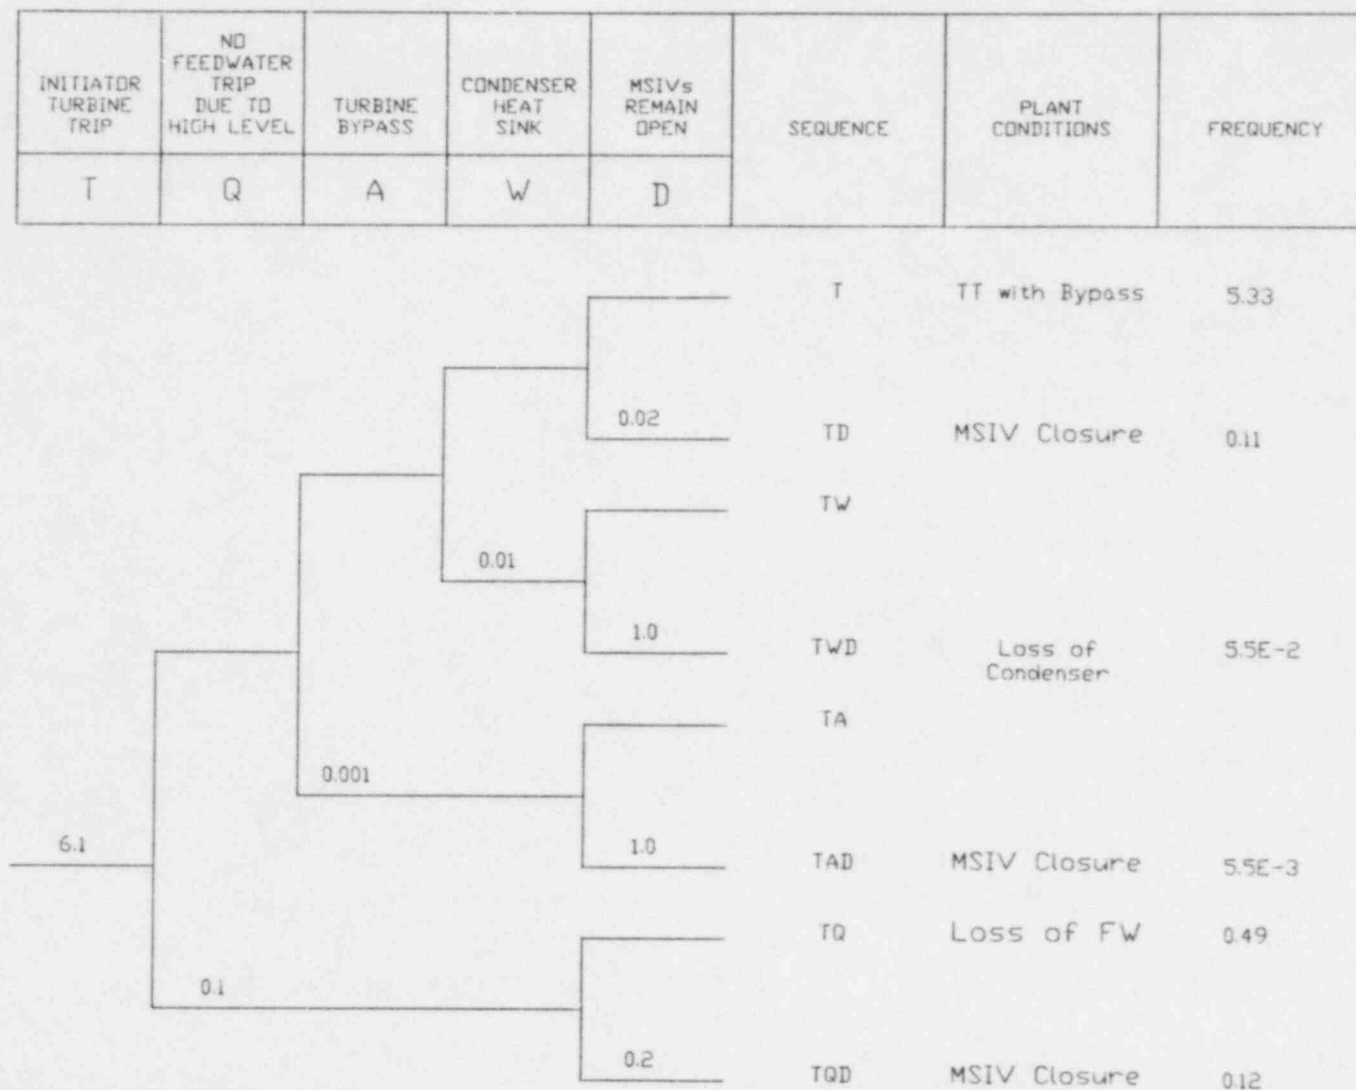 INITIATOR
TURBINE
TRIP
NO
FEEDWATER
TRIP
DUE TO
HIGH LEVEL
TURBINE
BYPASS
CONDENSER
HEAT
SINK
MSIVs
REMAIN
OPEN
SEQUENCE
PLANT
CONDITIONS
FREQUENCY
T
Q
A
W
D
T TT with Bypass 5.33
0.02
TD MSIV Closure 0.11
TW
0.01
1.0
TWD Loss of
Condenser 5.5E-2
TA
0.001
6.1
1.0
TAD MSIV Closure 5.5E-3
TQ Loss of FW 0.49
0.1
0.2
TQD MSIV Closure 0.12